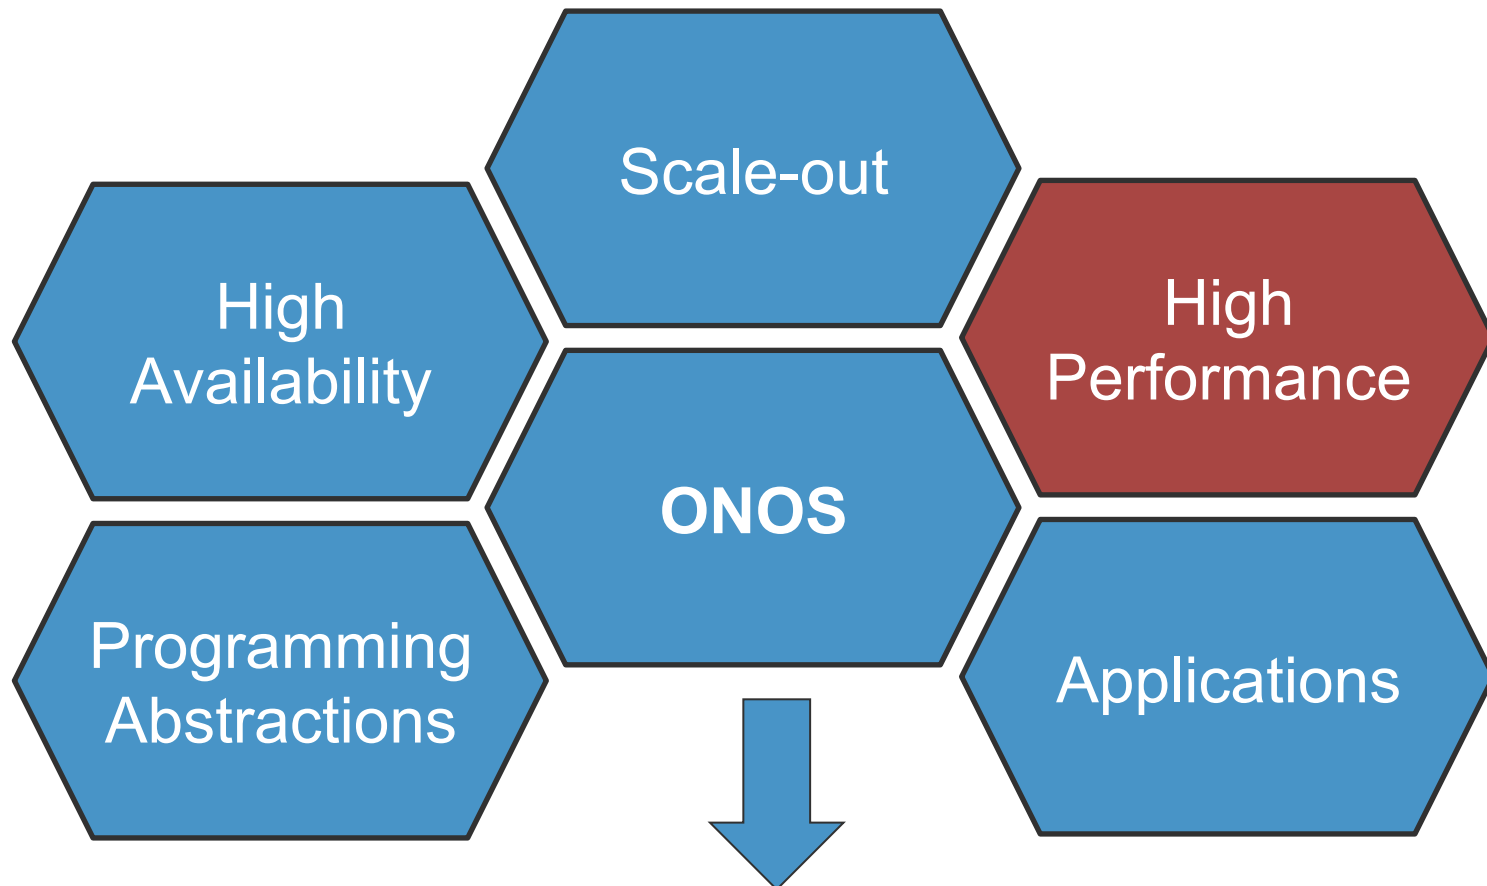 Scale-out
High
Availability
High
Performance
ONOS
Programming
Abstractions
Applications